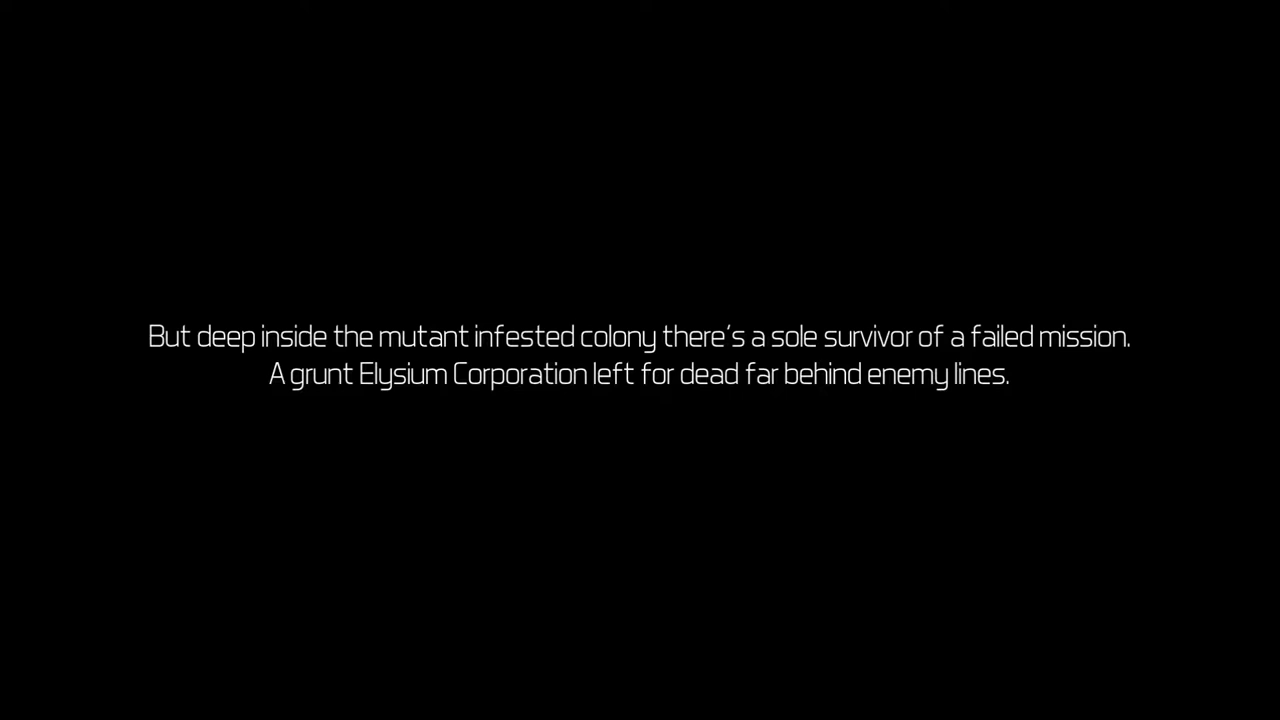 But deep inside the mutant infested colony there's a sole survivor of a failed mission.
A grunt Elysium Corporation left for dead far behind enemy lines.